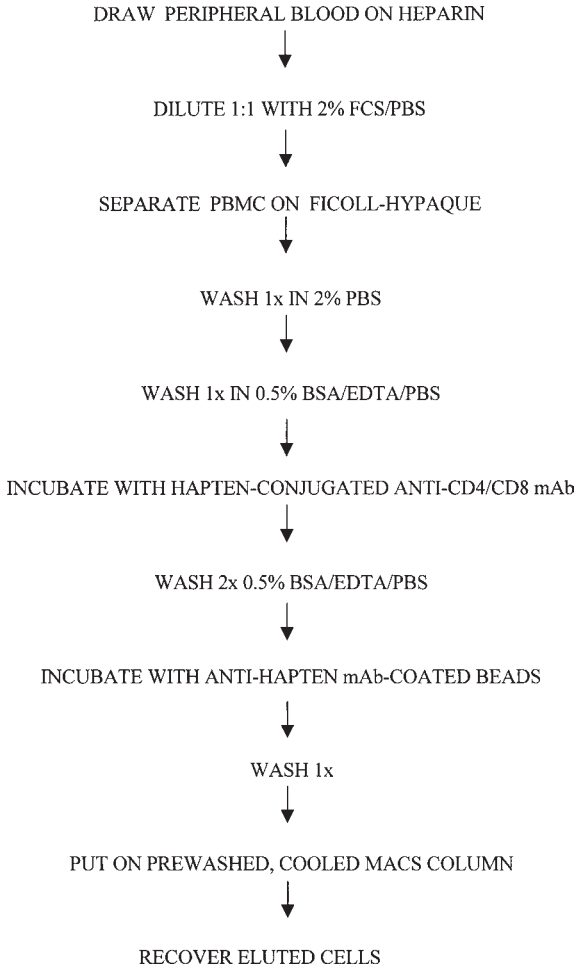 DRAW PERIPHERAL BLOOD ON HEPARIN
DILUTE 1:1 WITH 2% FCS/PBS
SEPARATE PBMC ON FICOLL-HYPAQUE
WASH 1x IN 2% PBS
WASH 1x IN 0.5% BSA/EDTA/PBS
INCUBATE WITH HAPTEN-CONJUGATED ANTI-CD4/CD8 mAb
WASH 2x 0.5% BSA/EDTA/PBS
INCUBATE WITH ANTI-HAPTEN mAb-COATED BEADS
WASH 1x
PUT ON PREWASHED, COOLED MACS COLUMN
RECOVER ELUTED CELLS